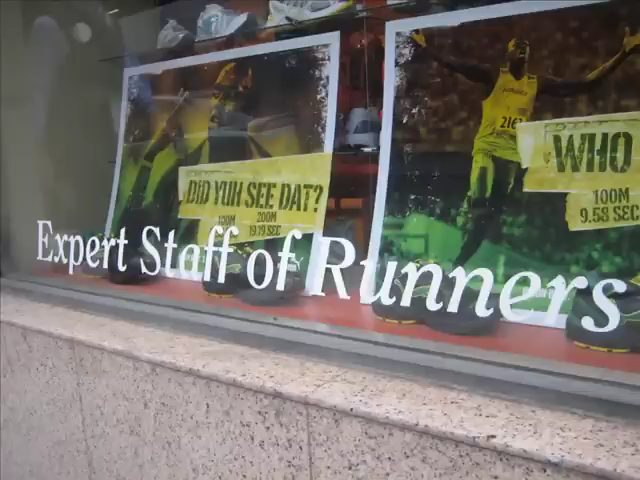 DID YUH SEE DAT?
100M
200M
19.19 SEC
WHO
100M
9.58 SEC
JAMAICA
2163
Expert Staff of Runners